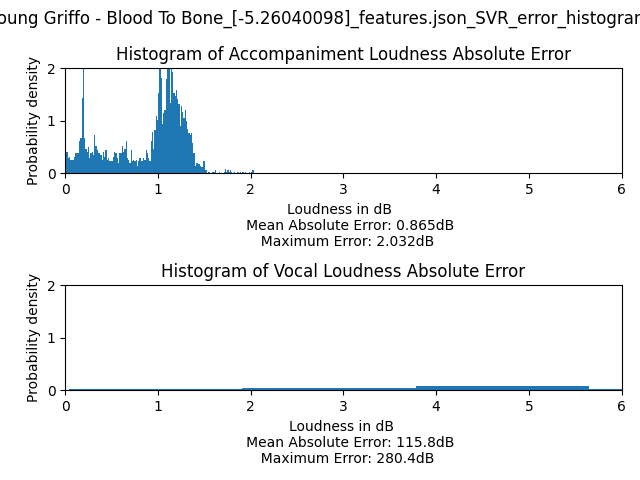 oung Griffo - Blood To Bone_[-5.26040098]_features.json_SVR_error_histogran
Histogram of Accompaniment Loudness Absolute Error
Probability density
2
1
0
0 1 2 3 4 5 6
Loudness in dB
Mean Absolute Error: 0.865dB
Maximum Error: 2.032dB
Histogram of Vocal Loudness Absolute Error
Probability density
2
1
0
0 1 2 3 4 5 6
Loudness in dB
Mean Absolute Error: 115.8dB
Maximum Error: 280.4dB